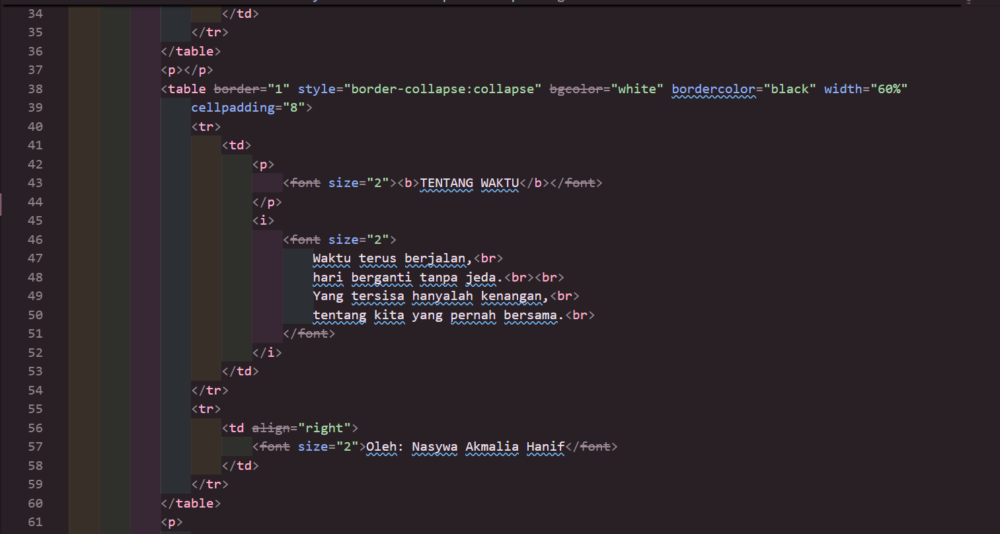 34 </td>
35 </tr>
36 </table>
37 <p></p>
38 <table border="1" style="border-collapse:collapse" bgcolor="white" bordercolor="black" width="60%"
39 cellpadding="8">
40 <tr>
41 <td>
42 <p>
43 <font size="2"><b>TENTANG WAKTU</b></font>
44 </p>
45 <i>
46 <font size="2">
47 Waktu terus berjalan,<br>
48 hari berganti tanpa jeda.<br><br>
49 Yang tersisa hanyalah kenangan,<br>
50 tentang kita yang pernah bersama.<br>
51 </font>
52 </i>
53 </td>
54 </tr>
55 <tr>
56 <td align="right">
57 <font size="2">Oleh: Nasywa Akmalia Hanif</font>
58 </td>
59 </tr>
60 </table>
61 <p>